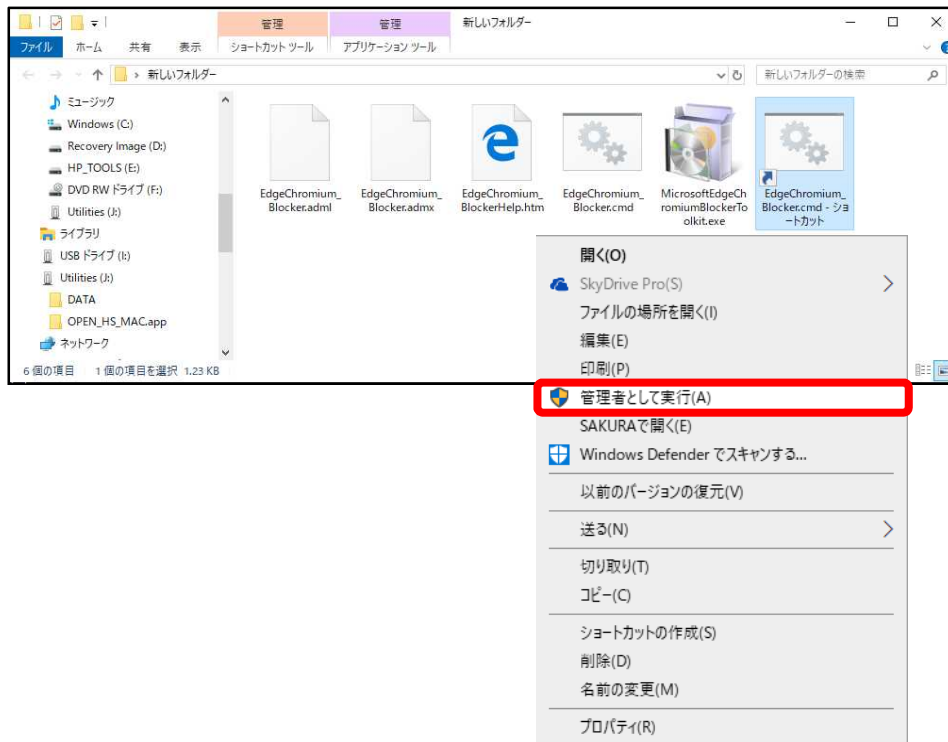 管理
管理
新しいフォルダー
ファイル
ホーム
共有
表示
ショートカット ツール
アプリケーション ツール
新しいフォルダー
新しいフォルダーの検索
ミュージック
Windows (C:)
Recovery Image (D:)
HP_TOOLS (E:)
DVD RW ドライブ (F:)
Utilities (J:)
ライブラリ
USB ドライブ (I:)
Utilities (J:)
DATA
OPEN_HS_MAC.app
ネットワーク
EdgeChromium_
Blocker.adml
EdgeChromium_
Blocker.admx
EdgeChromium_
BlockerHelp.htm
EdgeChromium_
Blocker.cmd
MicrosoftEdgeCh
romiumBlockerTo
olkit.exe
EdgeChromium_
Blocker.cmd - ショ
ートカット
6 個の項目
1 個の項目を選択 1.23 KB
開く(O)
SkyDrive Pro(S)
ファイルの場所を開く(I)
編集(E)
印刷(P)
管理者として実行(A)
SAKURAで開く(E)
Windows Defender でスキャンする...
以前のバージョンの復元(V)
送る(N)
切り取り(T)
コピー(C)
ショートカットの作成(S)
削除(D)
名前の変更(M)
プロパティ(R)